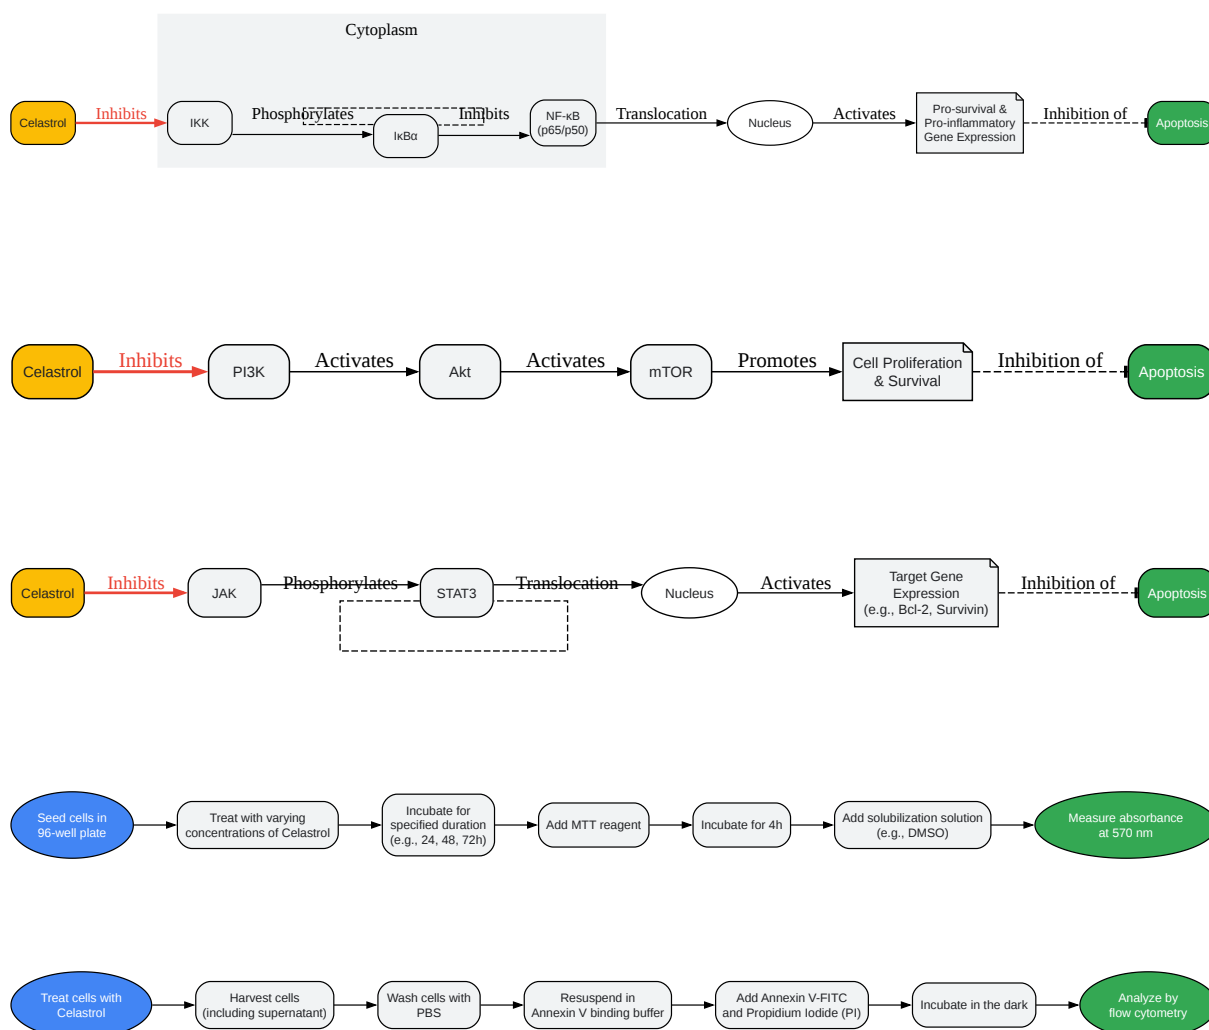 Cytoplasm
Celastrol
Inhibits
IKK
Phosphorylates
IκBα
Inhibits
NF-κB
(p65/p50)
Translocation
Nucleus
Activates
Pro-survival &
Pro-inflammatory
Gene Expression
Inhibition of
Apoptosis
Celastrol
Inhibits
PI3K
Activates
Akt
Activates
mTOR
Promotes
Cell Proliferation
& Survival
Inhibition of
Apoptosis
Celastrol
Inhibits
JAK
Phosphorylates
STAT3
Translocation
Nucleus
Activates
Target Gene
Expression
(e.g., Bcl-2, Survivin)
Inhibition of
Apoptosis
Seed cells in
96-well plate
Treat with varying
concentrations of Celastrol
Incubate for
specified duration
(e.g., 24, 48, 72h)
Add MTT reagent
Incubate for 4h
Add solubilization solution
(e.g., DMSO)
Measure absorbance
at 570 nm
Treat cells with
Celastrol
Harvest cells
(including supernatant)
Wash cells with
PBS
Resuspend in
Annexin V binding buffer
Add Annexin V-FITC
and Propidium Iodide (PI)
Incubate in the dark
Analyze by
flow cytometry